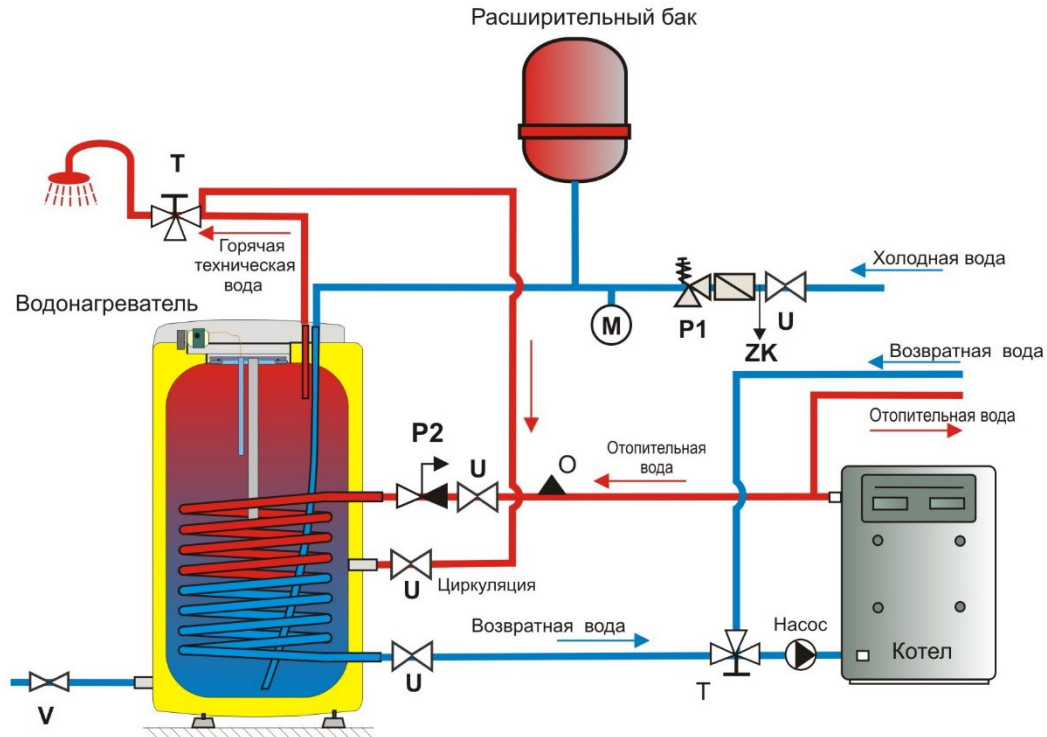 Расширительный бак
T
Горячая
техническая
вода
Холодная вода
Водонагреватель
M
P1
U
ZK
Возвратная вода
Отопительная вода
P2
U
O
Отопительная
вода
U
Циркуляция
Возвратная вода
Насос
Котел
U
T
V